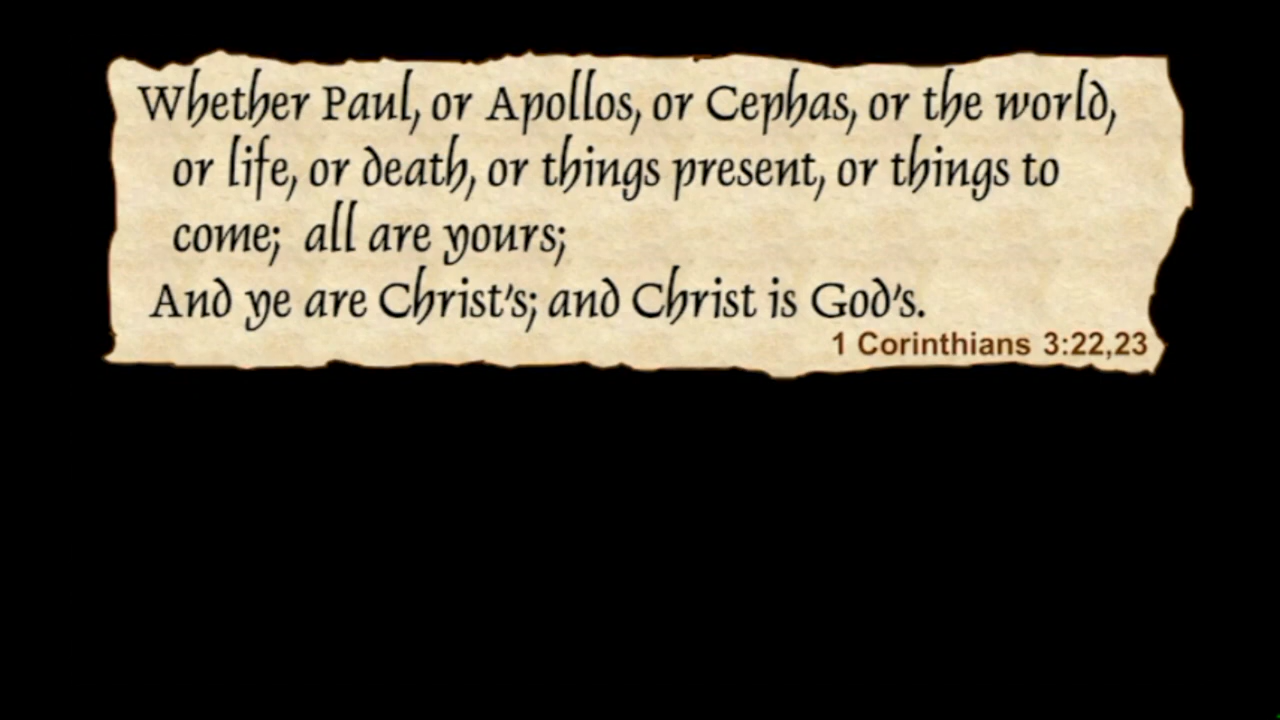 Whether Paul, or Apollos, or Cephas, or the world,
or life, or death, or things present, or things to
come; all are yours;
And ye are Christ's; and Christ is God's.
1 Corinthians 3:22,23